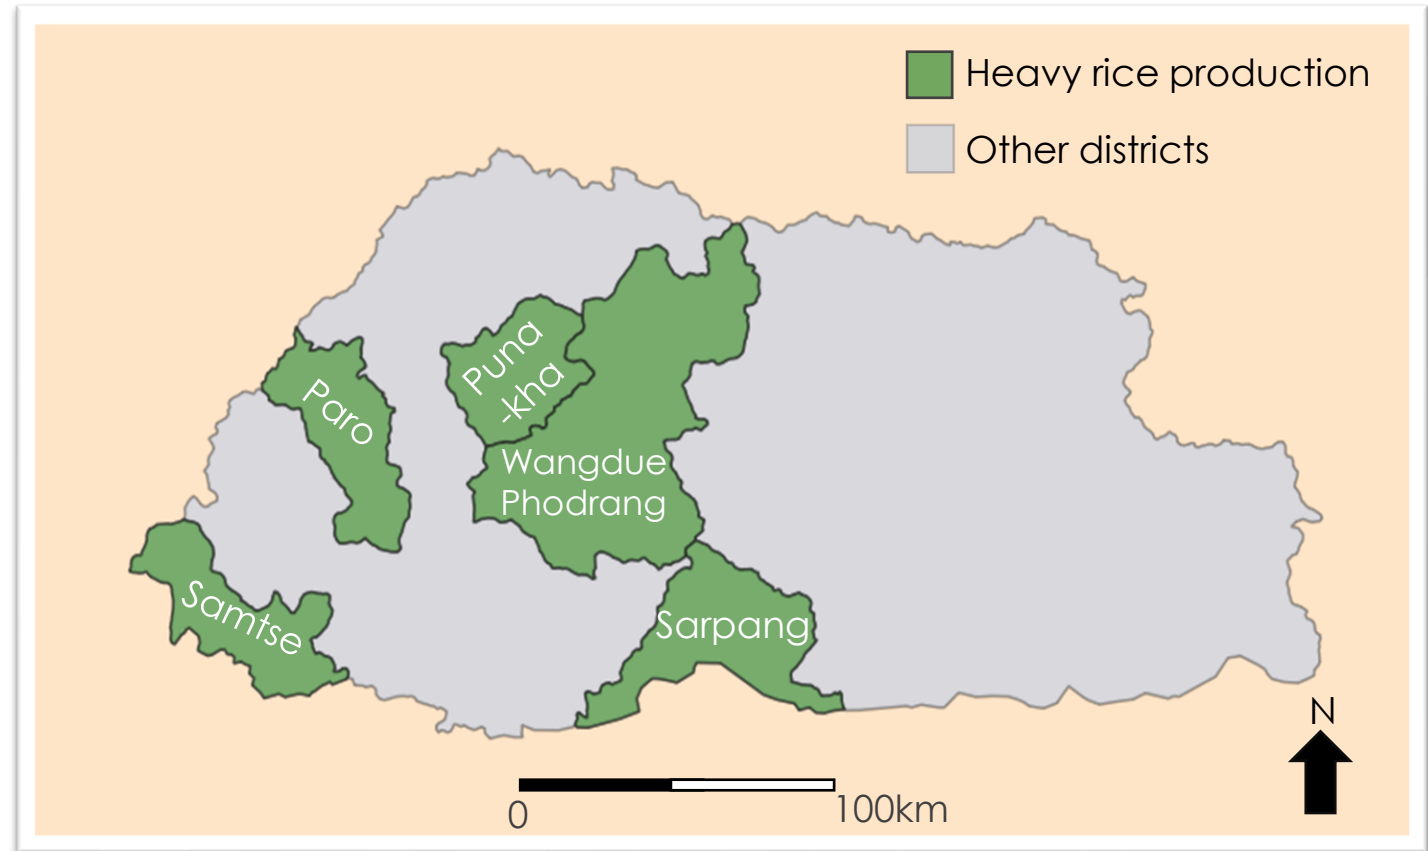 Heavy rice production
Other districts
Puna
-kha
Paro
Wangdue
Phodrang
Samtse
Sarpang
N
0
100km